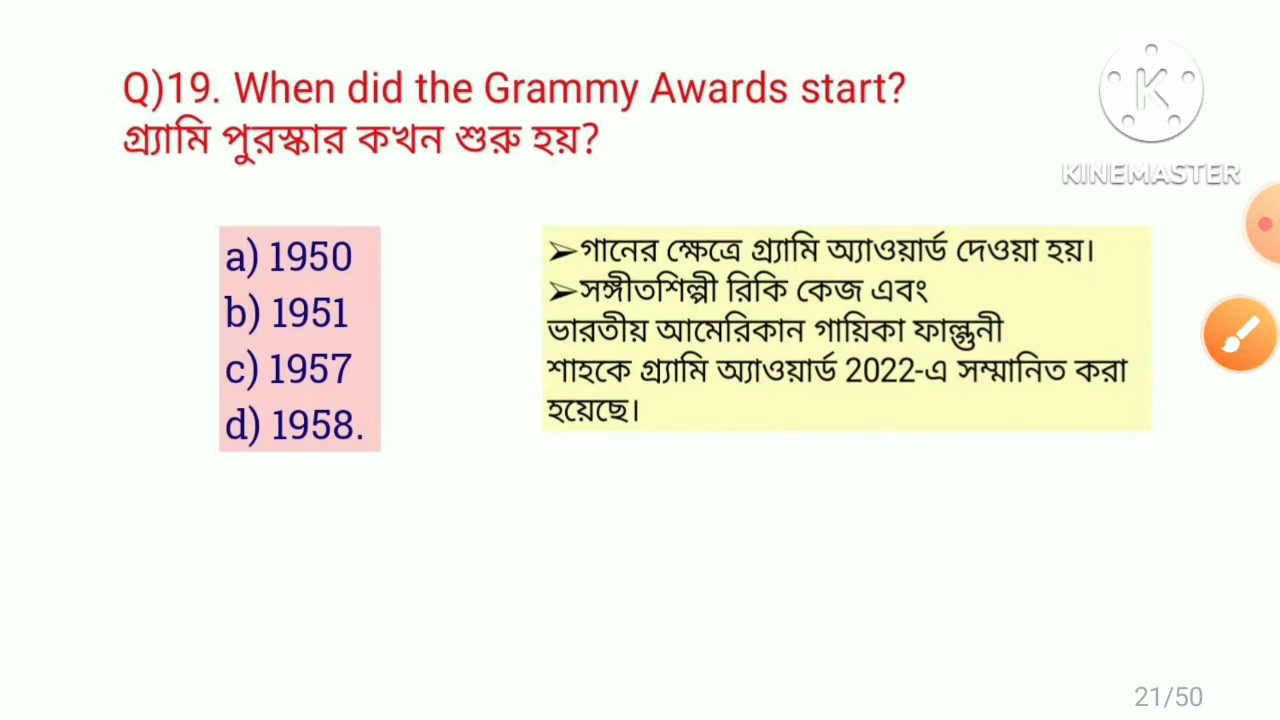 Q)19. When did the Grammy Awards start?
গ্র্যামি পুরস্কার কখন শুরু হয়?
KINEMASTER
a) 1950
b) 1951
c) 1957
d) 1958.
➢গানের ক্ষেত্রে গ্র্যামি অ্যাওয়ার্ড দেওয়া হয়।
➢সঙ্গীতশিল্পী রিকি কেজ এবং
ভারতীয় আমেরিকান গায়িকা ফাল্গুনী
শাহকে গ্র্যামি অ্যাওয়ার্ড 2022-এ সম্মানিত করা
হয়েছে।
21/50